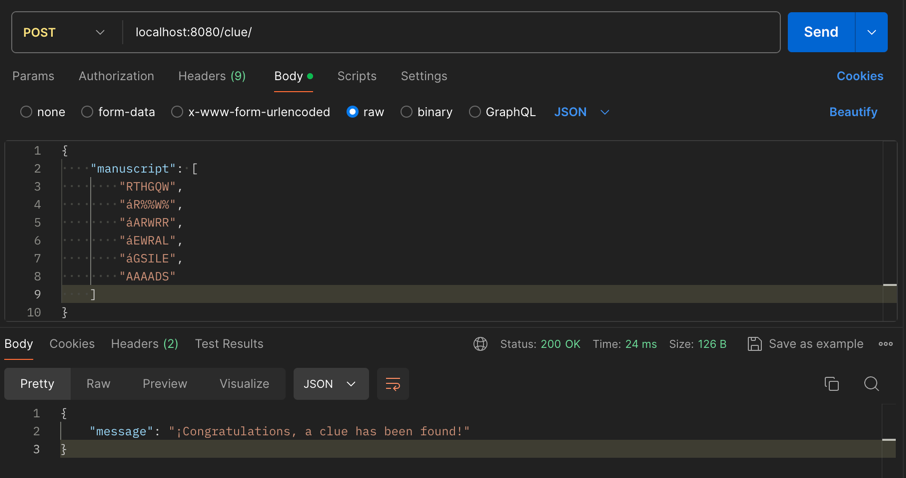 POST localhost:8080/clue/ Send
Params Authorization Headers (9) Body Scripts Settings Cookies
none form-data x-www-form-urlencoded raw binary GraphQL JSON Beautify
1 {
2 "manuscript": [
3 "RTHGQW",
4 "áR%%W%",
5 "áARWRR",
6 "áEWRAL",
7 "áGSILE",
8 "AAAADS"
9 ]
10 }
Body Cookies Headers (2) Test Results Status: 200 OK Time: 24 ms Size: 126 B Save as example
Pretty Raw Preview Visualize JSON
1 {
2 "message": "¡Congratulations, a clue has been found!"
3 }